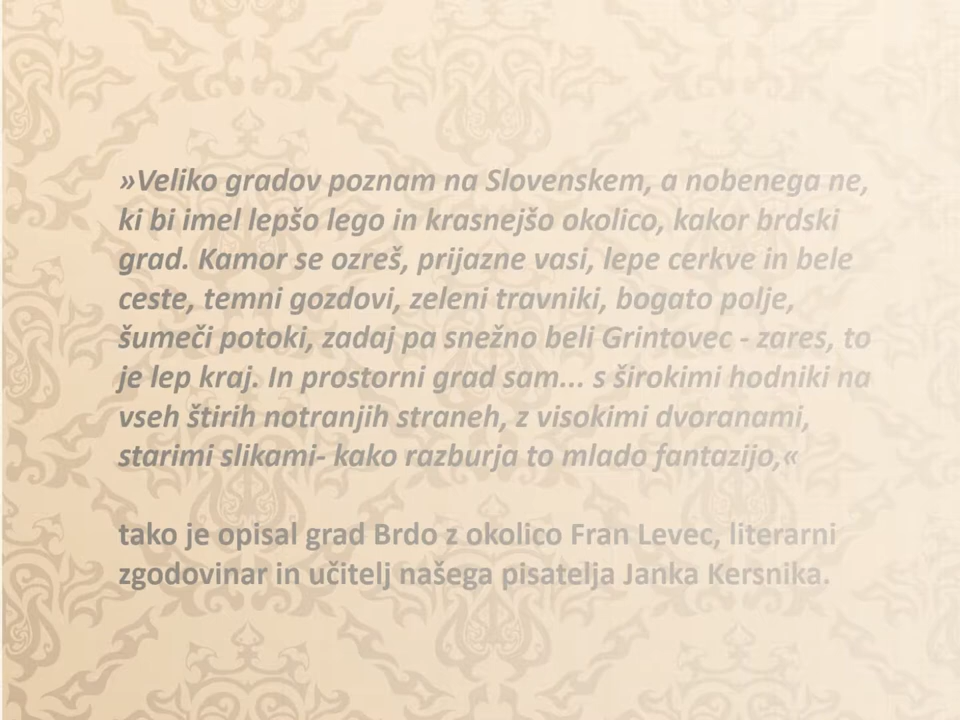 »Veliko gradov poznam na Slovenskem, a nobenega ne,
ki bi imel lepšo lego in krasnejšo okolico, kakor brdski
grad. Kamor se ozreš, prijazne vasi, lepe cerkve in bele
ceste, temni gozdovi, zeleni travniki, bogato polje,
šumeči potoki, zadaj pa snežno beli Grintovec - zares, to
je lep kraj. In prostorni grad sam... s širokimi hodniki na
vseh štirih notranjih straneh, z visokimi dvoranami,
starimi slikami- kako razburja to mlado fantazijo,«
tako je opisal grad Brdo z okolico Fran Levec, literarni
zgodovinar in učitelj našega pisatelja Janka Kersnika.